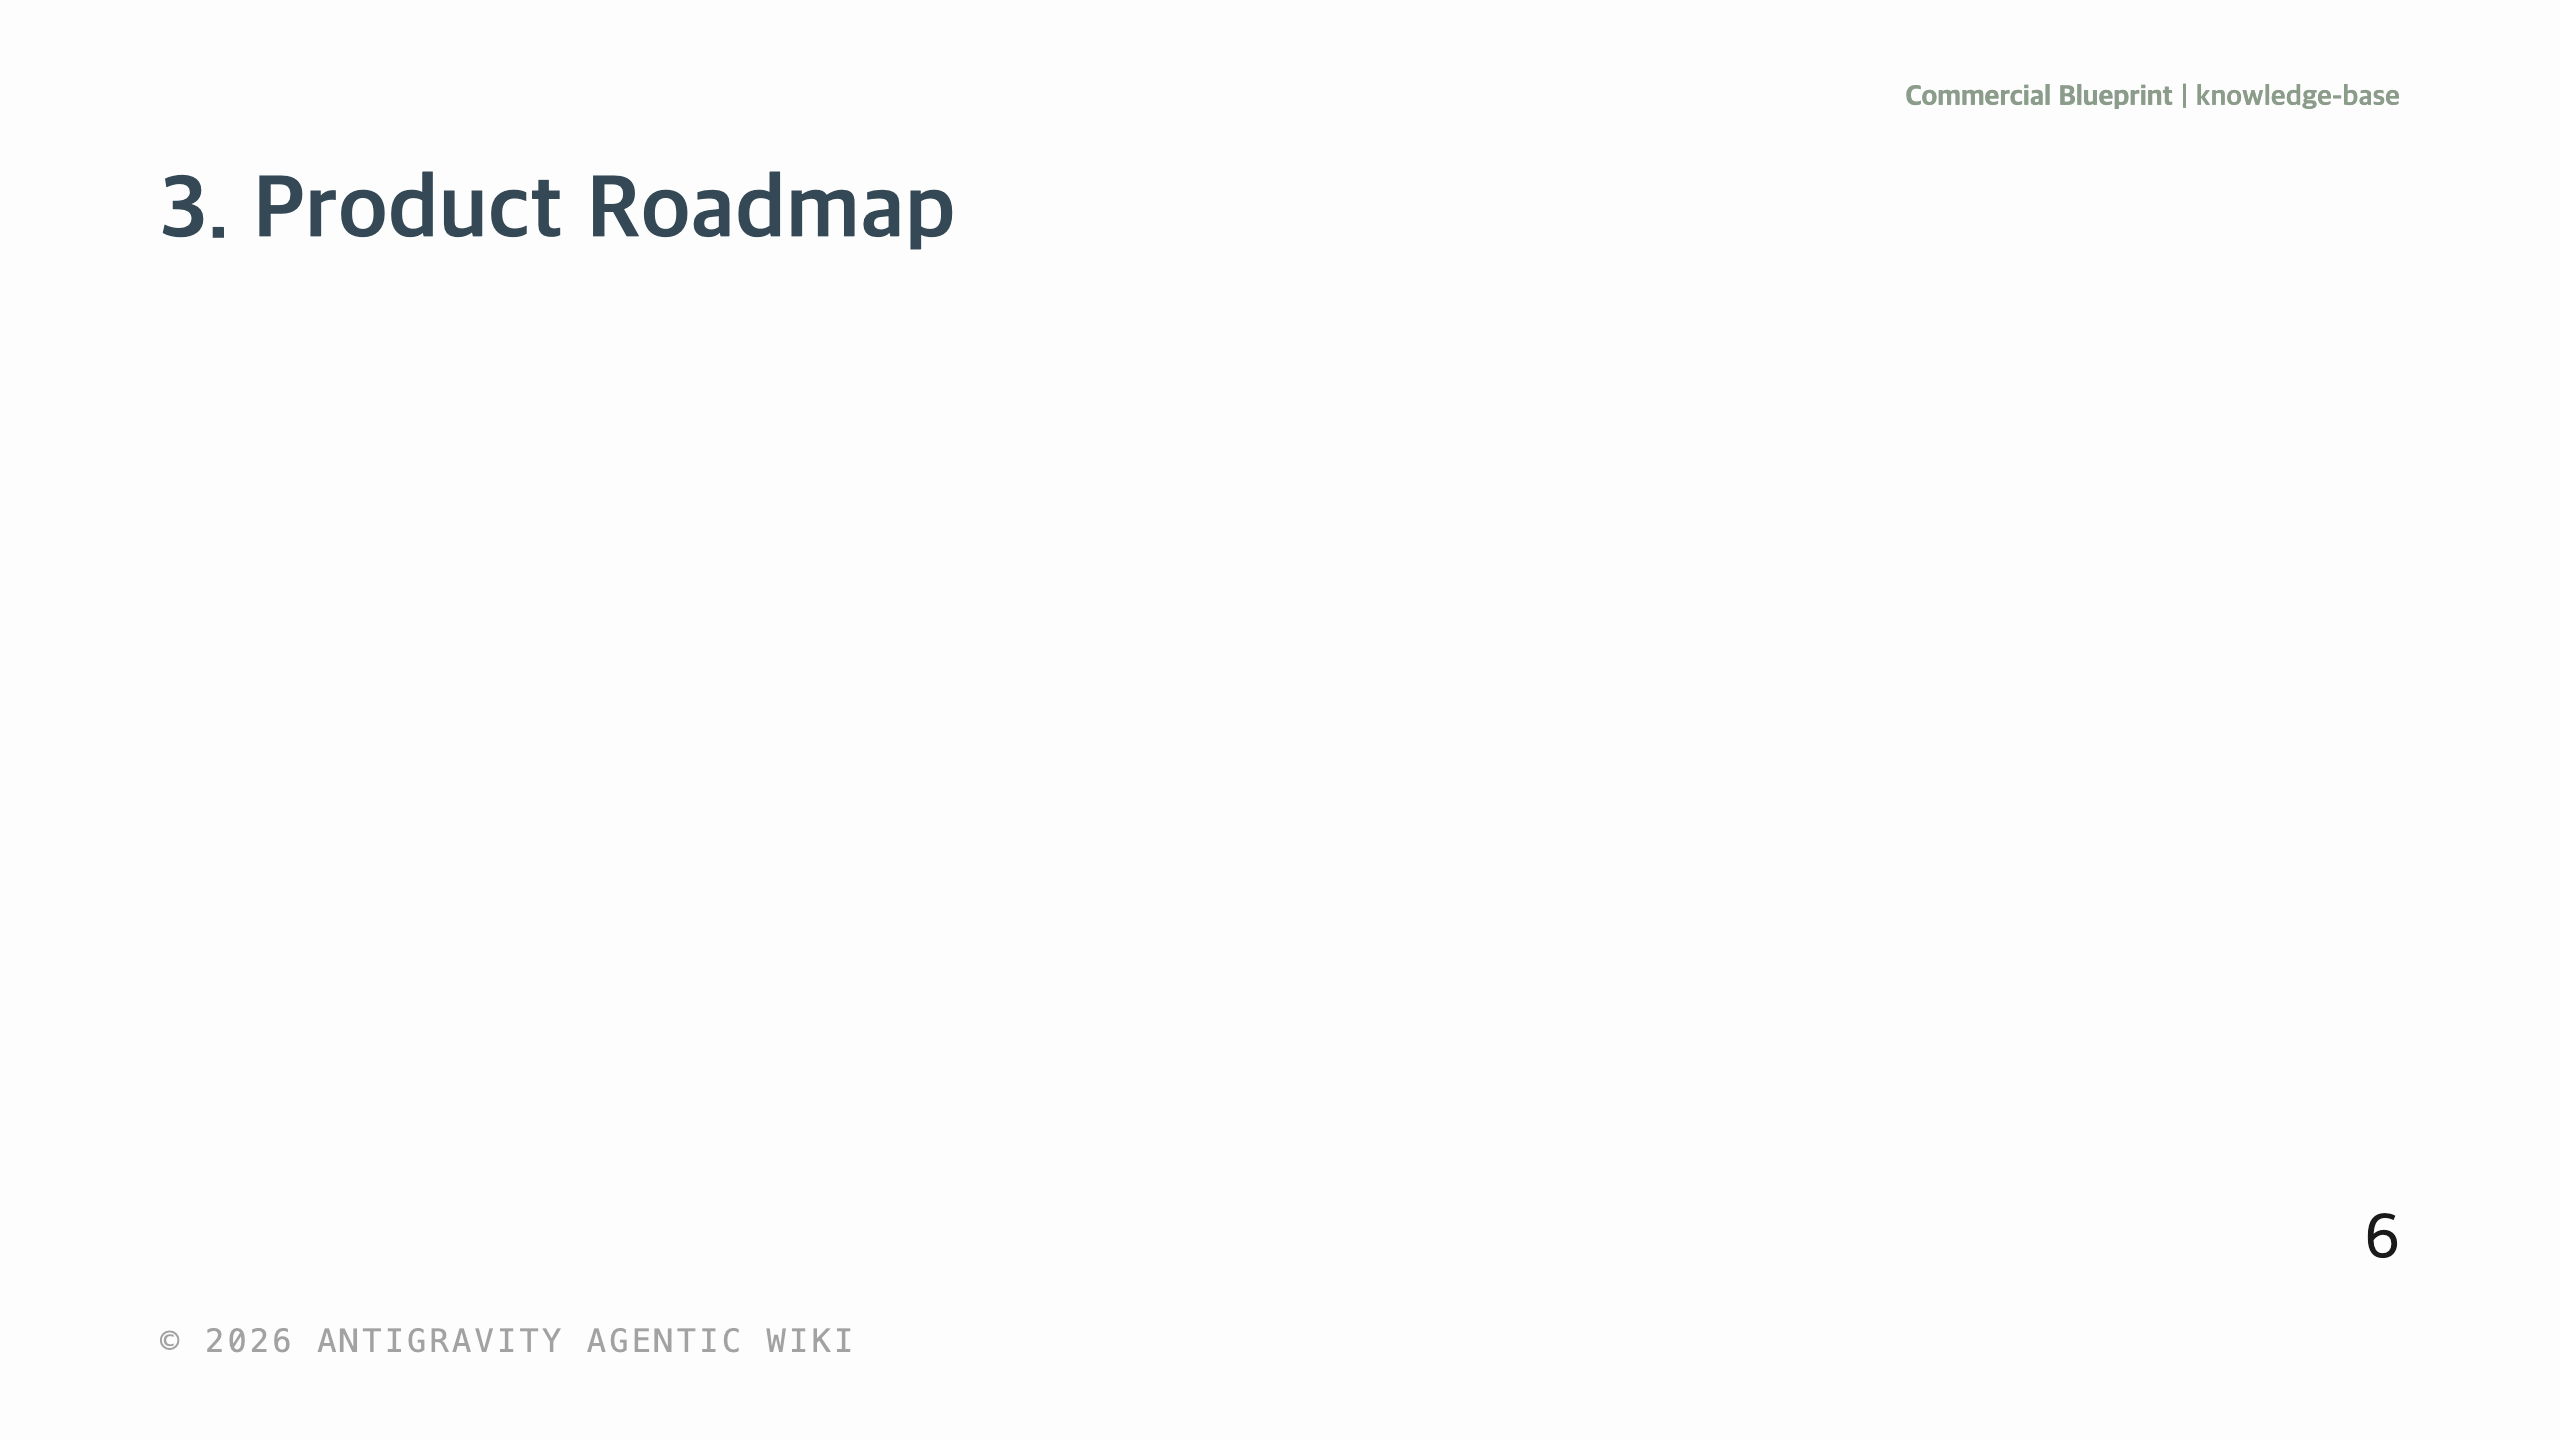 Commercial Blueprint | knowledge-base
3. Product Roadmap
6
© 2026 ANTIGRAVITY AGENTIC WIKI